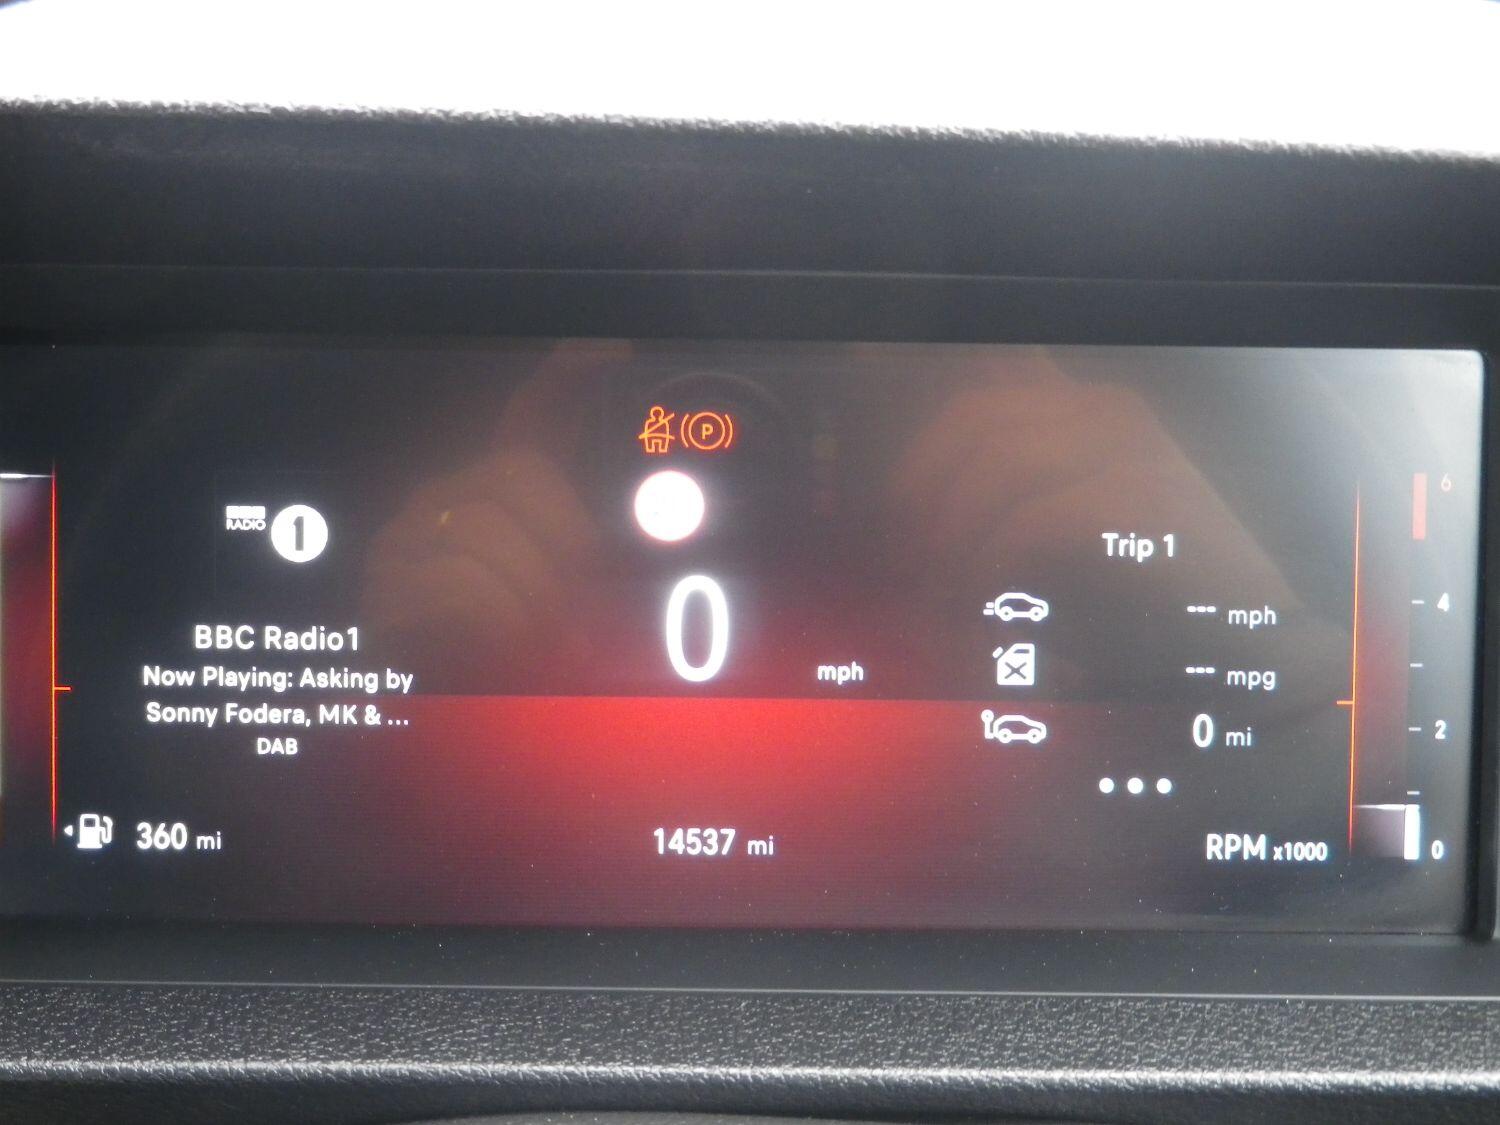 P
RADIO 1
BBC Radio1
Now Playing: Asking by
Sonny Fodera, MK & ...
DAB
360 mi
0 mph
14537 mi
Trip 1
--- mph
--- mpg
0 mi
RPM x1000
6
4
2
0